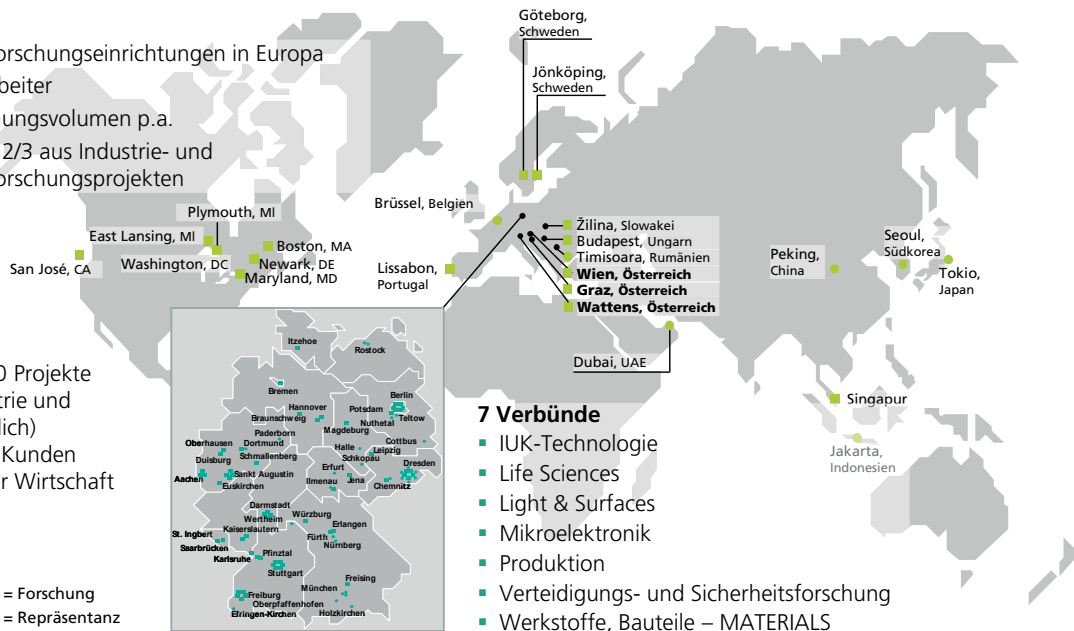 Göteborg,
Schweden
Jönköping,
Schweden
orschungseinrichtungen in Europa
beiter
ungsvolumen p.a.
2/3 aus Industrie- und
orschungsprojekten
Plymouth, MI
East Lansing, MI
Boston, MA
San José, CA
Washington, DC
Newark, DE
Maryland, MD
Brüssel, Belgien
Lissabon,
Portugal
Žilina, Slowakei
Budapest, Ungarn
Timisoara, Rumänien
Wien, Österreich
Graz, Österreich
Wattens, Österreich
Dubai, UAE
Peking,
China
Seoul,
Südkorea
Tokio,
Japan
Singapur
Jakarta,
Indonesien
0 Projekte
trie und
lich)
Kunden
r Wirtschaft
= Forschung
= Repräsentanz
Itzehoe
Rostock
Bremen
Berlin
Hannover
Potsdam
Braunschweig
Nuthetal
Teltow
Magdeburg
Paderborn
Oberhausen
Dortmund
Cottbus
Halle
Leipzig
Duisburg
Schmallenberg
Schkopau
Dresden
Aachen
Sankt Augustin
Erfurt
Euskirchen
Ilmenau
Jena
Chemnitz
Darmstadt
Würzburg
Wertheim
Erlangen
St. Ingbert
Kaiserslautern
Fürth
Nürnberg
Saarbrücken
Karlsruhe
Pfinztal
Stuttgart
Freising
München
Freiburg
Oberpfaffenhofen
Efringen-Kirchen
Holzkirchen
7 Verbünde
▪ IUK-Technologie
▪ Life Sciences
▪ Light & Surfaces
▪ Mikroelektronik
▪ Produktion
▪ Verteidigungs- und Sicherheitsforschung
▪ Werkstoffe, Bauteile – MATERIALS